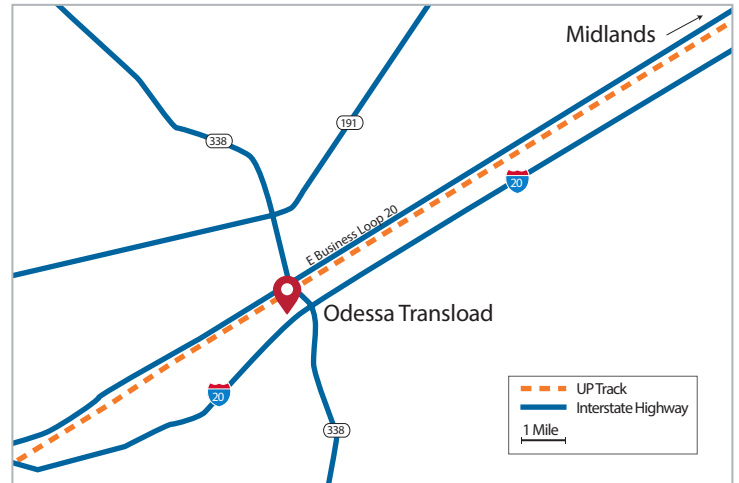 Midlands
191
338
20
E Business Loop 20
Odessa Transload
20
338
UP Track
Interstate Highway
1 Mile